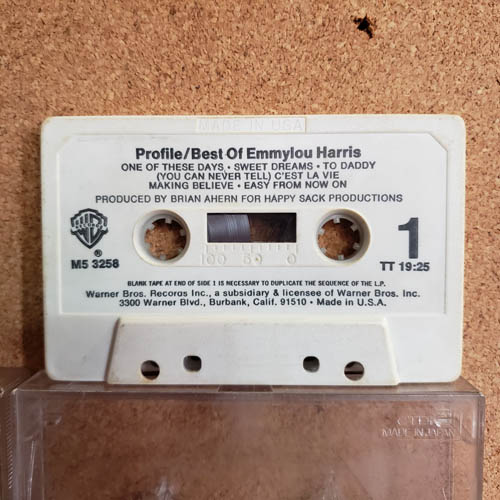 MADE IN USA
Profile/Best Of Emmylou Harris
ONE OF THESE DAYS • SWEET DREAMS • TO DADDY
(YOU CAN NEVER TELL) C'EST LA VIE
MAKING BELIEVE • EASY FROM NOW ON
PRODUCED BY BRIAN AHERN FOR HAPPY SACK PRODUCTIONS
WB
M5 3258
100 50 0
1
TT 19:25
BLANK TAPE AT END OF SIDE 1 IS NECESSARY TO DUPLICATE THE SEQUENCE OF THE L.P.
Warner Bros. Records Inc., a subsidiary & licensee of Warner Bros. Inc.
3300 Warner Blvd., Burbank, Calif. 91510 • Made in U.S.A.
MADE IN JAPAN